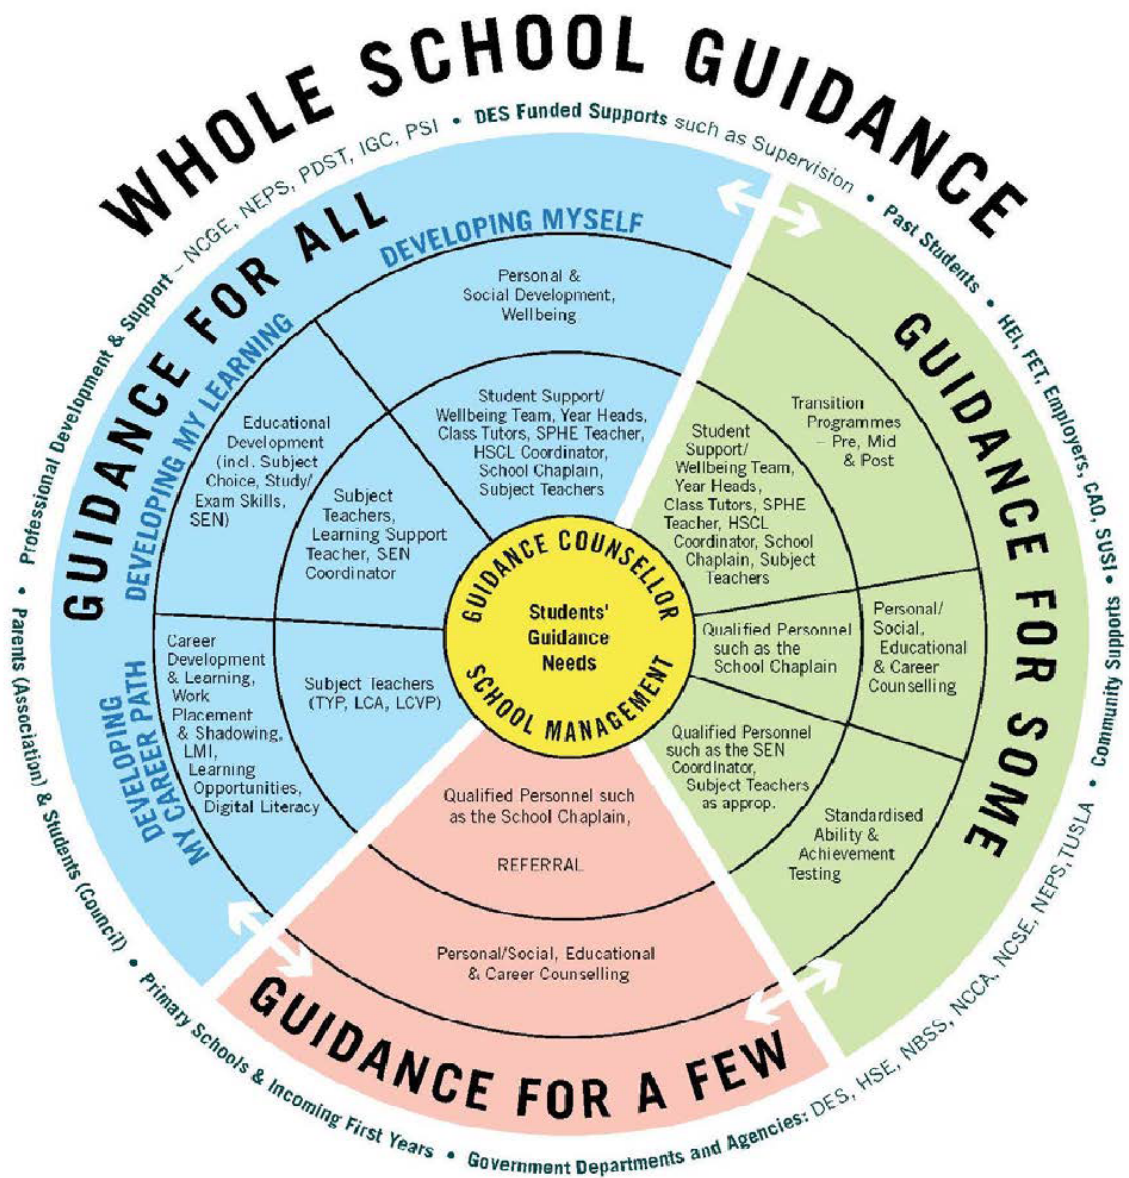 WHOLE SCHOOL GUIDANCE
Professional Development & Support – NCGE, NEPS, PDST, IGC, PSI • DES Funded Supports such as Supervision • Past Students • HEI, FET, Employers, CAO, SUSI • Community Supports • Government Departments and Agencies: DES, HSE, NBSS, NCCA, NCSE, NEPS, TUSLA • Primary Schools & Incoming First Years • Parents (Association) & Students (Council) •
GUIDANCE FOR ALL
DEVELOPING MYSELF
Personal &
Social Development,
Wellbeing
Student Support/
Wellbeing Team, Year Heads,
Class Tutors, SPHE Teacher,
HSCL Coordinator,
School Chaplain,
Subject Teachers
DEVELOPING MY LEARNING
Educational
Development
(incl. Subject
Choice, Study/
Exam Skills,
SEN)
Subject
Teachers,
Learning Support
Teacher, SEN
Coordinator
DEVELOPING
MY CAREER PATH
Career
Development
& Learning,
Work
Placement
& Shadowing,
LMI,
Learning
Opportunities,
Digital Literacy
Subject Teachers
(TYP, LCA, LCVP)
GUIDANCE COUNSELLOR
Students'
Guidance
Needs
SCHOOL MANAGEMENT
GUIDANCE FOR SOME
Transition
Programmes
– Pre, Mid
& Post
Student
Support/
Wellbeing Team,
Year Heads,
Class Tutors, SPHE
Teacher, HSCL
Coordinator, School
Chaplain, Subject
Teachers
Qualified Personnel
such as the
School Chaplain
Personal/
Social,
Educational
& Career
Counselling
Qualified Personnel
such as the SEN
Coordinator,
Subject Teachers
as approp.
Standardised
Ability &
Achievement
Testing
Qualified Personnel such
as the School Chaplain,
REFERRAL
Personal/Social, Educational
& Career Counselling
GUIDANCE FOR A FEW